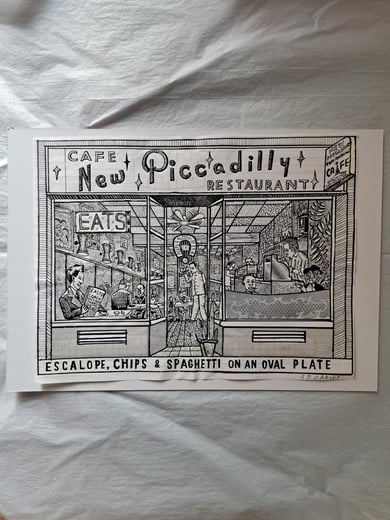 CAFE
New Piccadilly
RESTAURANT
EATS
CAFE
ESCALOPE, CHIPS & SPAGHETTI ON AN OVAL PLATE